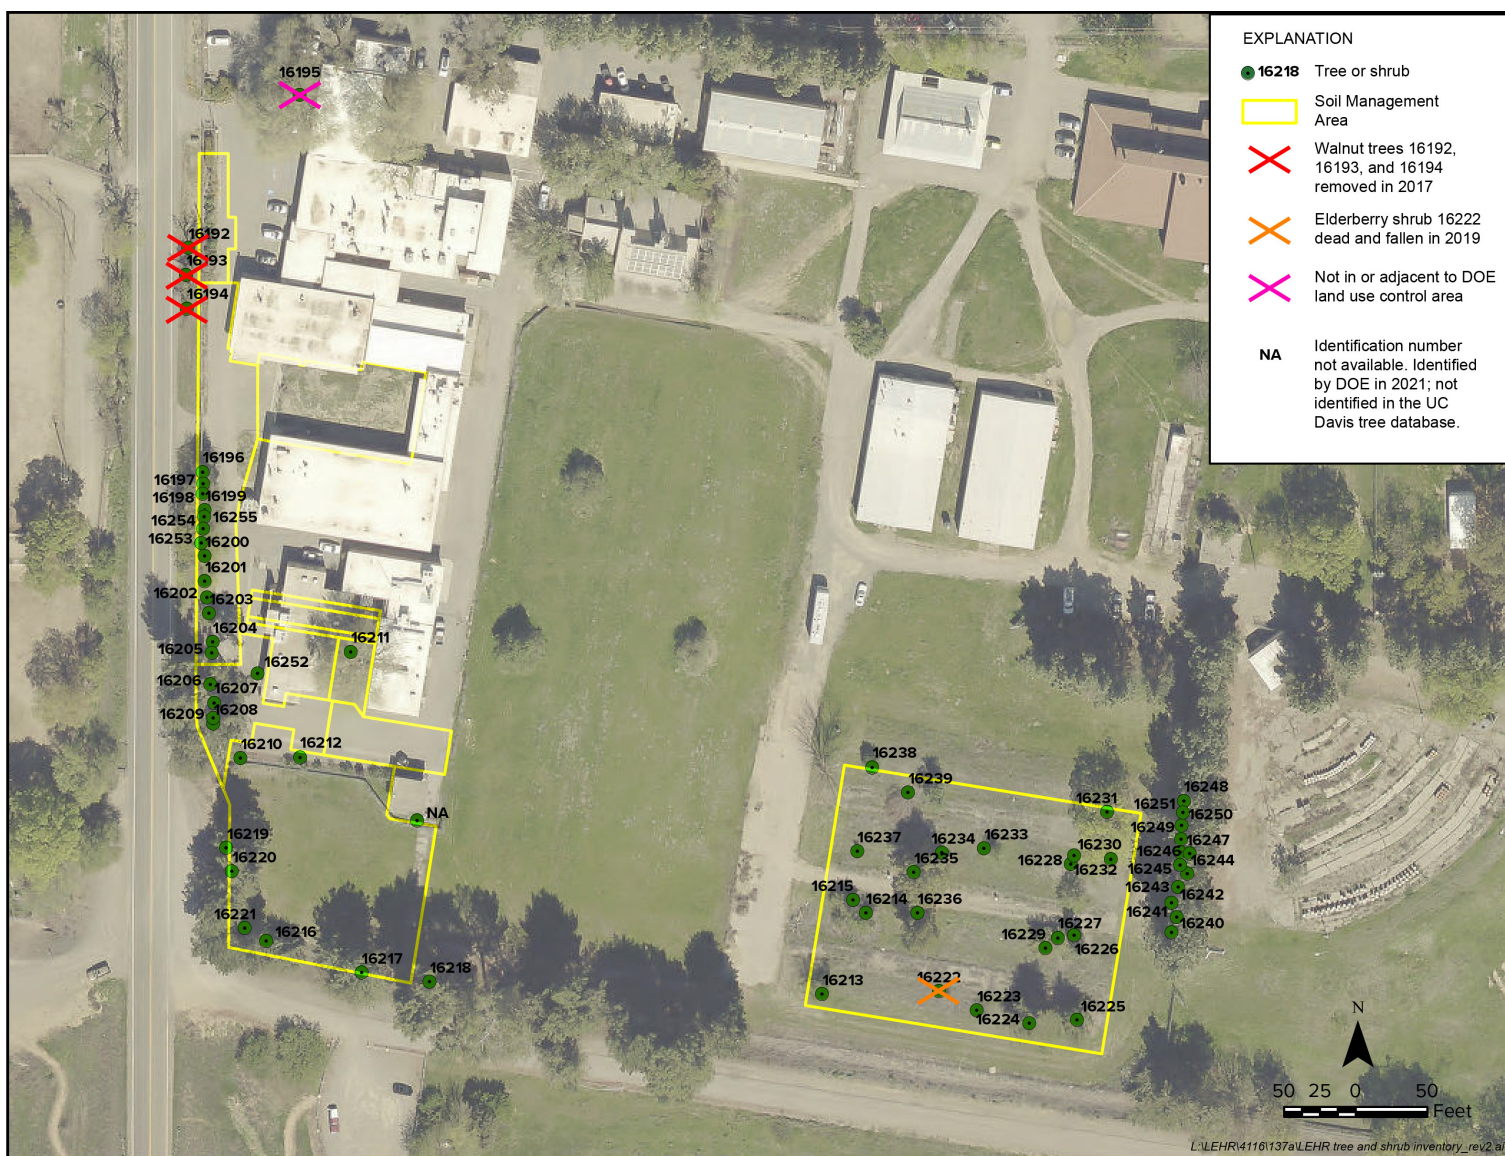 EXPLANATION
16218 Tree or shrub
Soil Management
Area
Walnut trees 16192,
16193, and 16194
removed in 2017
Elderberry shrub 16222
dead and fallen in 2019
Not in or adjacent to DOE
land use control area
NA
Identification number
not available. Identified
by DOE in 2021; not
identified in the UC
Davis tree database.
16195
16192
16193
16194
16196
16197
16198
16199
16254
16255
16253
16200
16201
16202
16203
16204
16205
16211
16252
16206
16207
16209
16208
16210
16212
NA
16219
16220
16221
16216
16217
16218
16238
16239
16231
16237
16234
16233
16235
16230
16228
16232
16215
16214
16236
16227
16229
16226
16213
16222
16223
16224
16225
16248
16251
16250
16249
16247
16246
16244
16245
16243
16242
16241
16240
N
50 25 0 50
Feet
L:\LEHR\4116\137a\LEHR tree and shrub inventory_rev2.ai